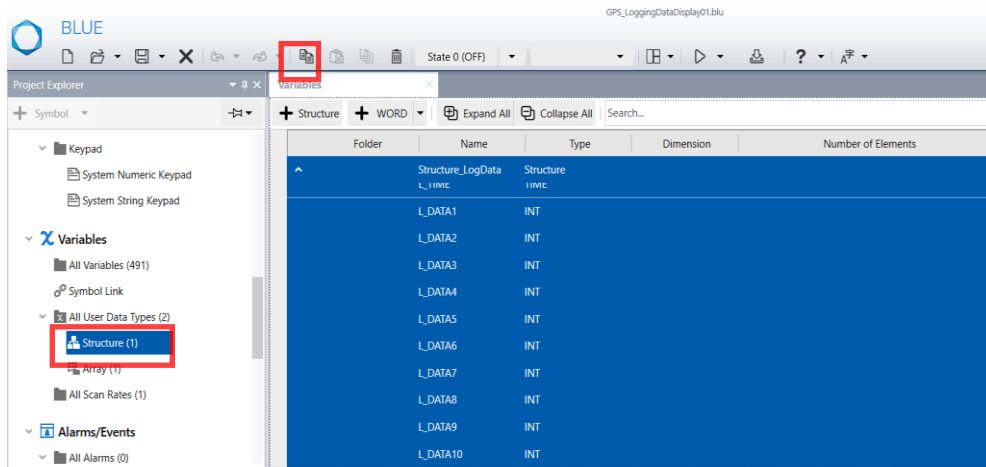 GPS_LoggingDataDisplay01.blu
BLUE
State 0 (OFF)
Project Explorer
Variables
Symbol
Structure WORD Expand All Collapse All Search...
Folder Name Type Dimension Number of Elements
Keypad
System Numeric Keypad
System String Keypad
Variables
All Variables (491)
Symbol Link
All User Data Types (2)
Structure (1)
Array (1)
All Scan Rates (1)
Alarms/Events
All Alarms (0)
Structure_LogData Structure
L_TIME TIME
L_DATA1 INT
L_DATA2 INT
L_DATA3 INT
L_DATA4 INT
L_DATA5 INT
L_DATA6 INT
L_DATA7 INT
L_DATA8 INT
L_DATA9 INT
L_DATA10 INT